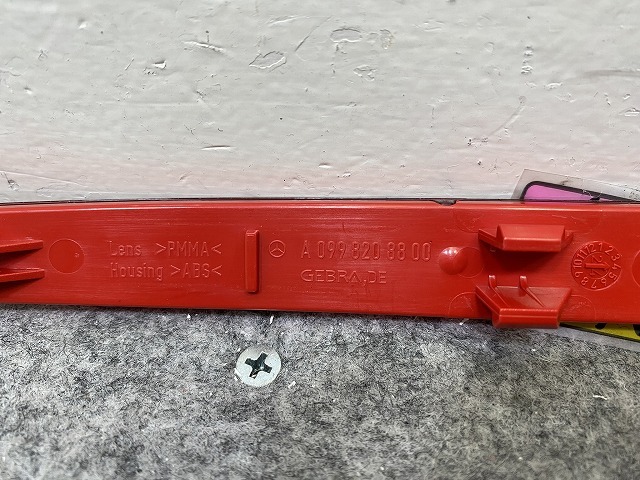 Lens >PMMA<
Housing >ABS<
A 099 820 88 00
GEBRA.DE